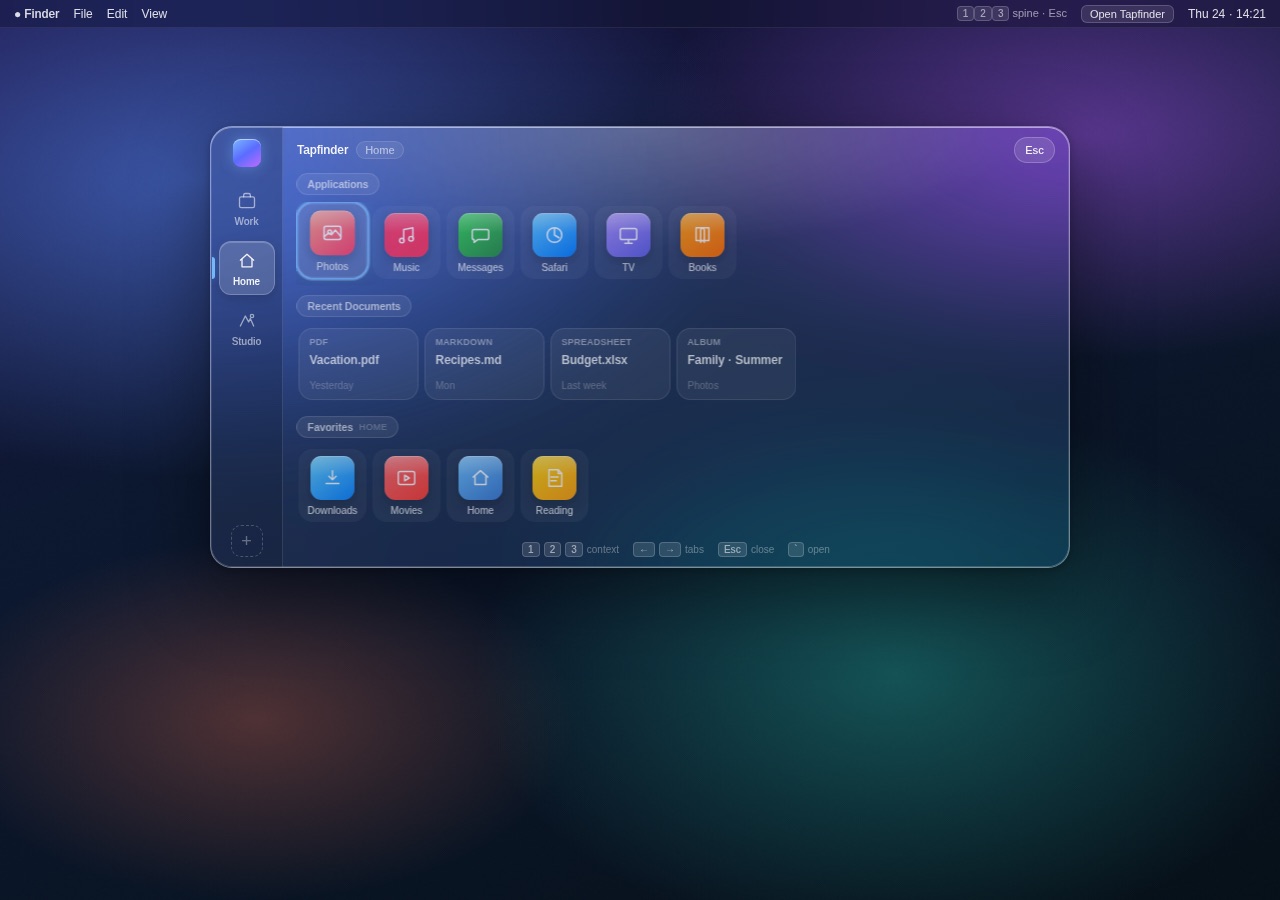 ● Finder File Edit View 1 2 3 spine · Esc Open Tapfinder Thu 24 · 14:21
Tapfinder Home Esc
Applications
Work
Home
Studio
+
Photos Music Messages Safari TV Books
Recent Documents
PDF MARKDOWN SPREADSHEET ALBUM
Vacation.pdf Recipes.md Budget.xlsx Family · Summer
Yesterday Mon Last week Photos
Favorites HOME
Downloads Movies Home Reading
1 2 3 context ← → tabs Esc close ` open